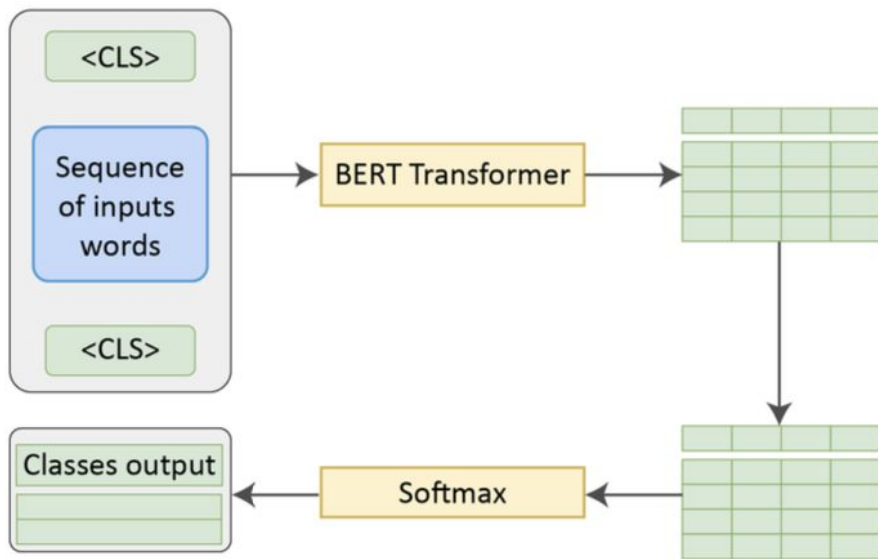 <CLS>
Sequence
of inputs
words
<CLS>
BERT Transformer
Classes output
Softmax